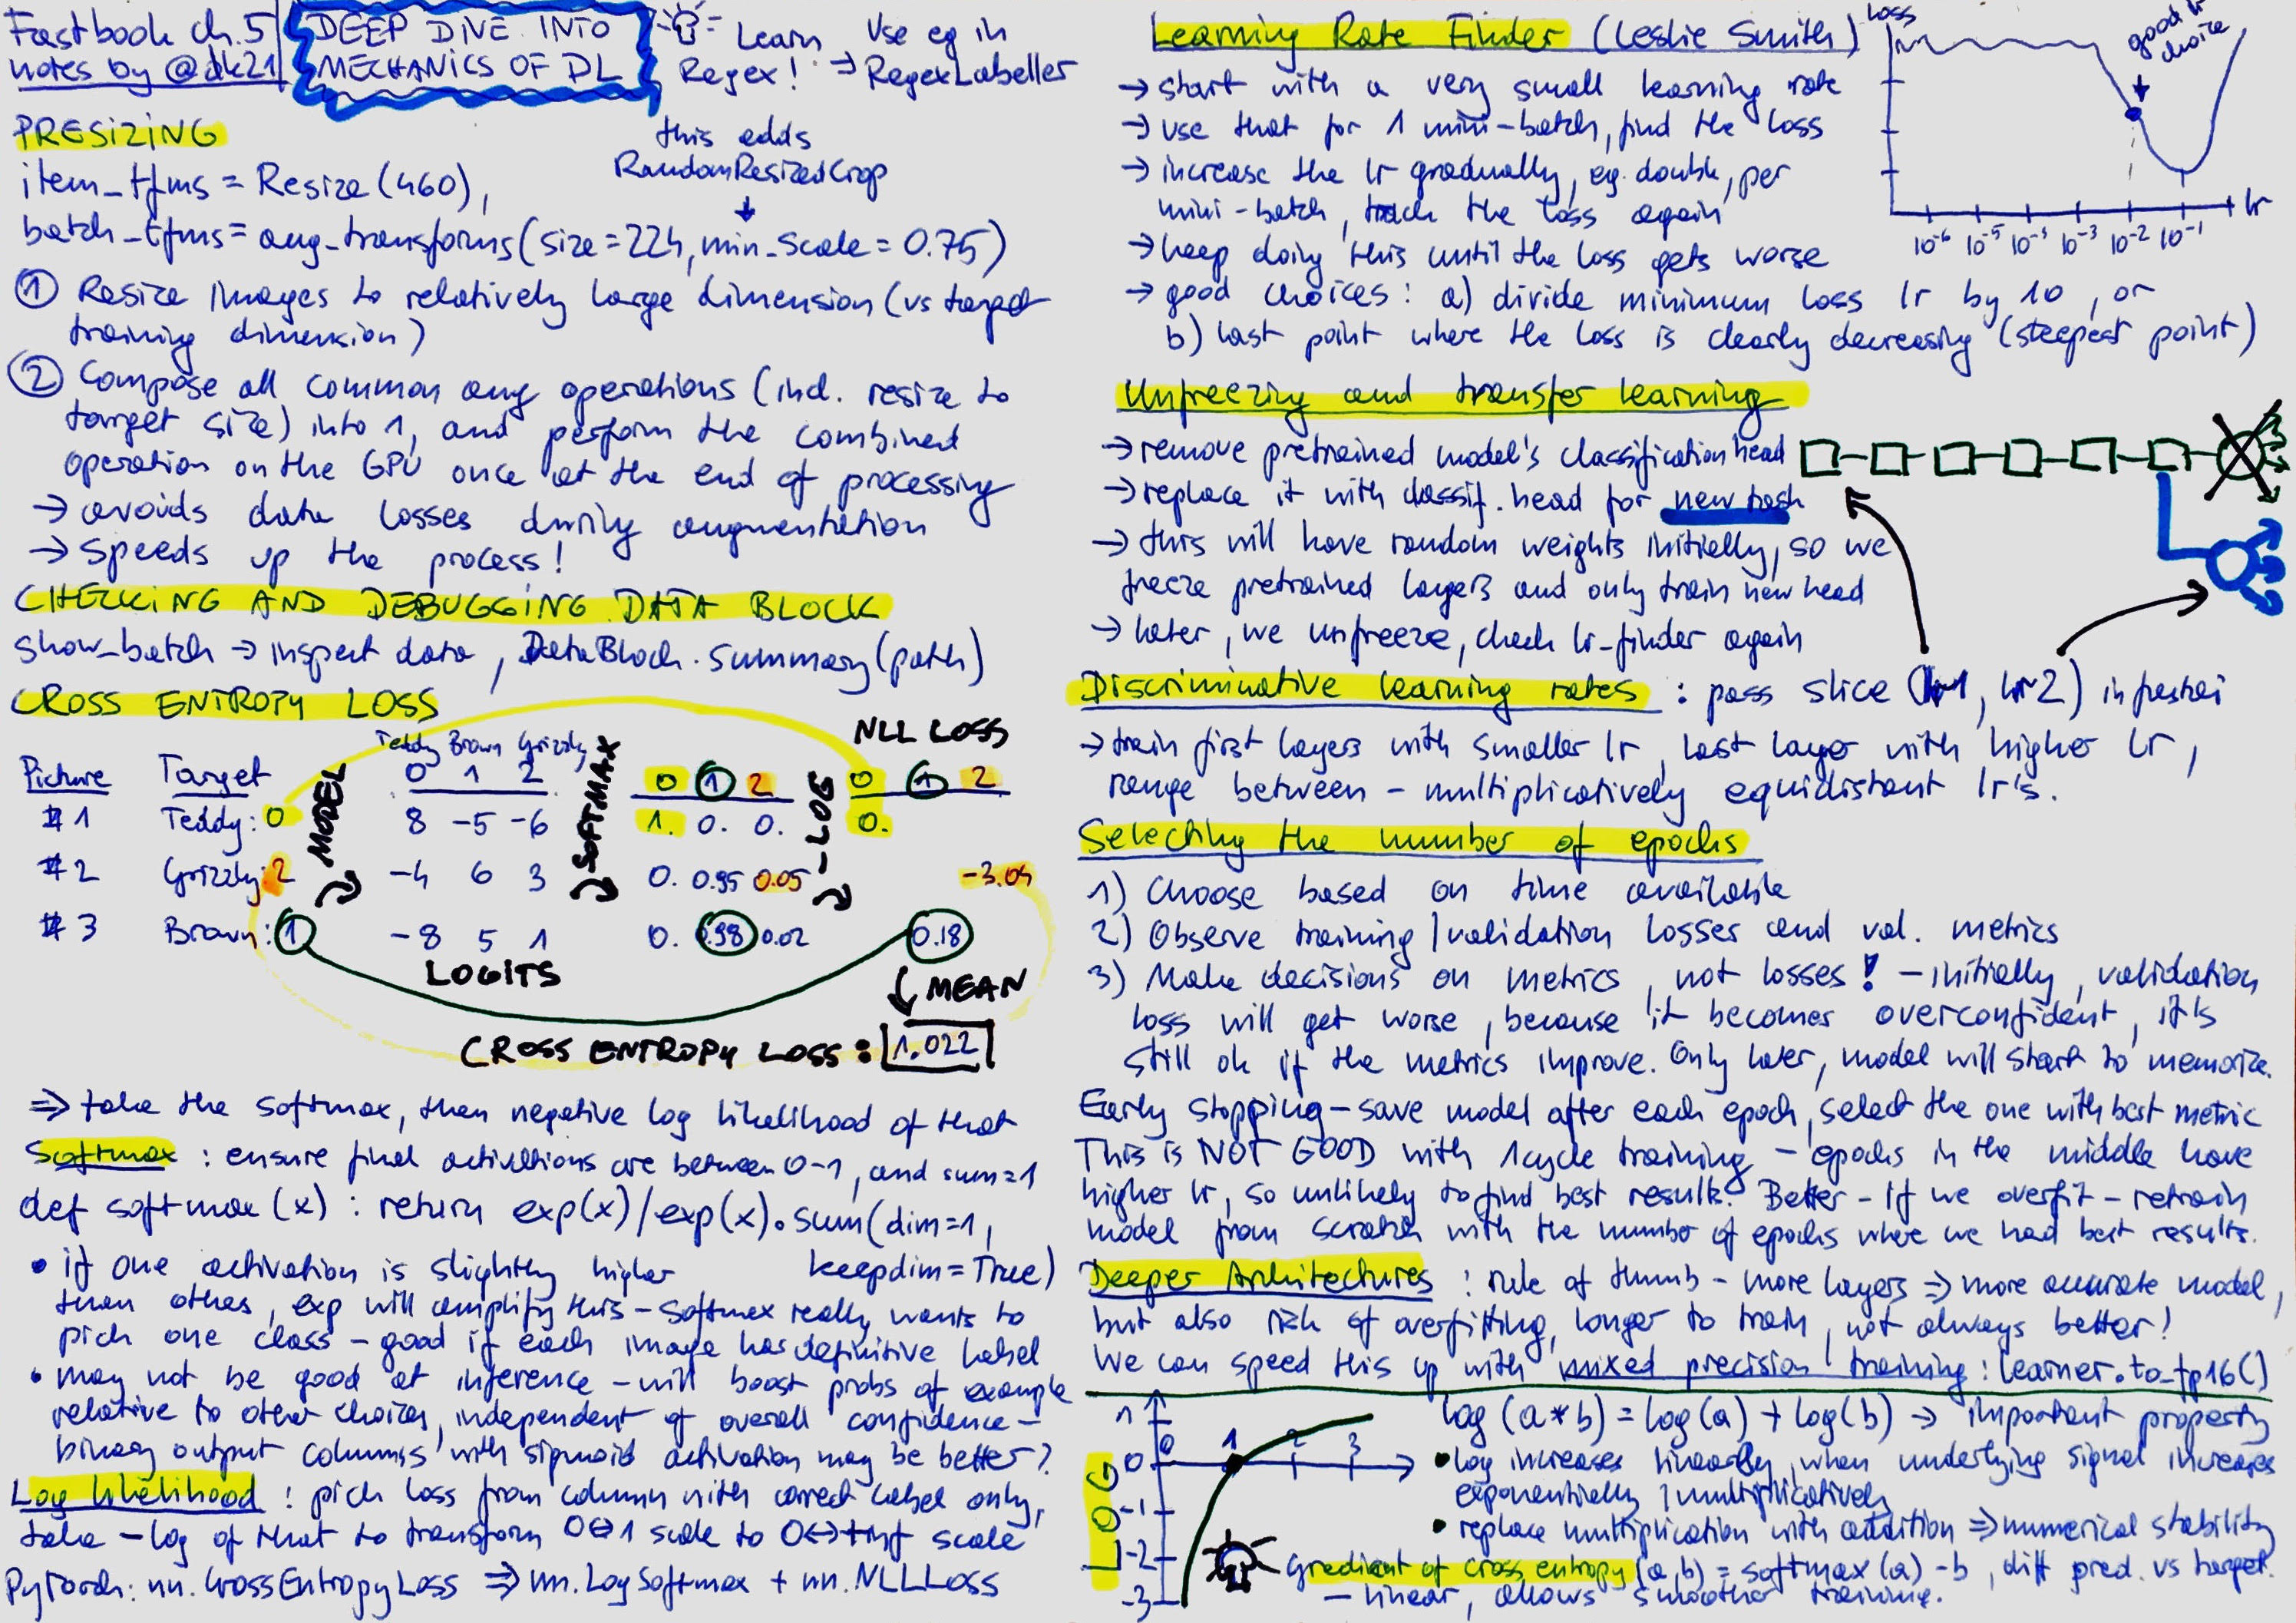 Fastbook ch.5
notes by @dk21
DEEP DIVE INTO
MECHANICS OF DL
Learn
Regex!
Use eg in
→ RegexLabeller
PRESIZING
this adds
RandomResizedCrop
item_tfms = Resize(460),
batch_tfms = aug_transforms(size=224, min_scale=0.75)
① Resize images to relatively large dimension (vs target
training dimension)
② Compose all common aug operations (incl. resize to
target size) into 1, and perform the combined
operation on the GPU once at the end of processing
→ avoids data losses during augmentation
→ speeds up the process!
CHECKING AND DEBUGGING DATA BLOCK
show_batch → inspect data, DataBlock.summary(path)
CROSS ENTROPY LOSS
NLL LOSS
Teddy Brown Grizzly
Picture Target MODEL 0 1 2 SOFTMAX 0 1 2 -LOG 0 1 2
#1 Teddy: 0 8 -5 -6 1. 0. 0. 0.
#2 Grizzly: 2 -4 6 3 0. 0.95 0.05 -3.05
#3 Brown: 1 -8 5 1 0. 0.98 0.02 0.18
LOGITS
MEAN
CROSS ENTROPY LOSS: 1.022
⇒ take the softmax, then negative log likelihood of that
Softmax: ensure final activations are between 0-1, and sum=1
def softmax(x): return exp(x)/exp(x).sum(dim=1,
keepdim=True)
• if one activation is slightly higher
than others, exp will amplify this - softmax really wants to
pick one class - good if each image has definitive label
• may not be good at inference - will boost probs of example
relative to other choices, independent of overall confidence -
binary output columns with sigmoid activation may be better?
Log likelihood: pick loss from column with correct label only,
take -log of that to transform 0↔1 scale to 0↔+inf scale
PyTorch: nn.CrossEntropyLoss ⇒ nn.LogSoftmax + nn.NLLLoss
Learning Rate Finder (Leslie Smith)
→ start with a very small learning rate
→ use that for 1 mini-batch, find the loss
→ increase the lr gradually, eg. double, per
mini-batch, track the loss again
→ keep doing this until the loss gets worse
→ good choices: a) divide minimum loss lr by 10, or
b) last point where the loss is clearly decreasing (steepest point)
Loss
good lr
choice
lr
10⁻⁶ 10⁻⁵ 10⁻⁴ 10⁻³ 10⁻² 10⁻¹
Unfreezing and transfer learning
→ remove pretrained model's classification head
→ replace it with classif. head for new task
→ this will have random weights initially, so we
freeze pretrained layers and only train new head
→ later, we unfreeze, check lr-finder again
Discriminative learning rates: pass slice(lr1, lr2) in fastai
→ train first layers with smaller lr, last layer with higher lr,
range between - multiplicatively equidistant lr's.
Selecting the number of epochs
1) Choose based on time available
2) Observe training/validation losses and val. metrics
3) Make decisions on metrics, not losses! - initially, validation
loss will get worse, because it becomes overconfident, it's
still ok if the metrics improve. Only later, model will start to memorize.
Early stopping - save model after each epoch, select the one with best metric
This is NOT GOOD with 1cycle training - epochs in the middle have
higher lr, so unlikely to find best results. Better - if we overfit - retrain
model from scratch with the number of epochs where we had best results.
Deeper Architectures: rule of thumb - more layers ⇒ more accurate model,
but also risk of overfitting, longer to train, not always better!
We can speed this up with mixed precision training: learner.to_fp16()
LOG
1
0
-1
-2
-3
0 1 2 3
log(a*b) = log(a) + log(b) → important property
• log increases linearly, when underlying signal increases
exponentially/multiplicatively
• replace multiplication with addition ⇒ numerical stability
Gradient of cross entropy(a,b) = softmax(a) - b, diff pred. vs target.
- linear, allows smoother training.